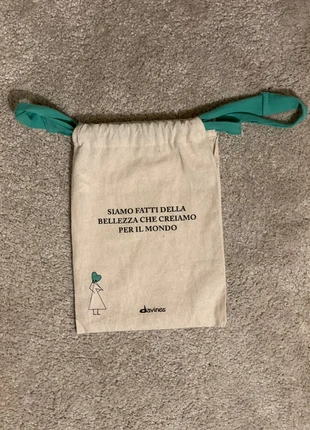 SIAMO FATTI DELLA
BELLEZZA CHE CREIAMO
PER IL MONDO
davines